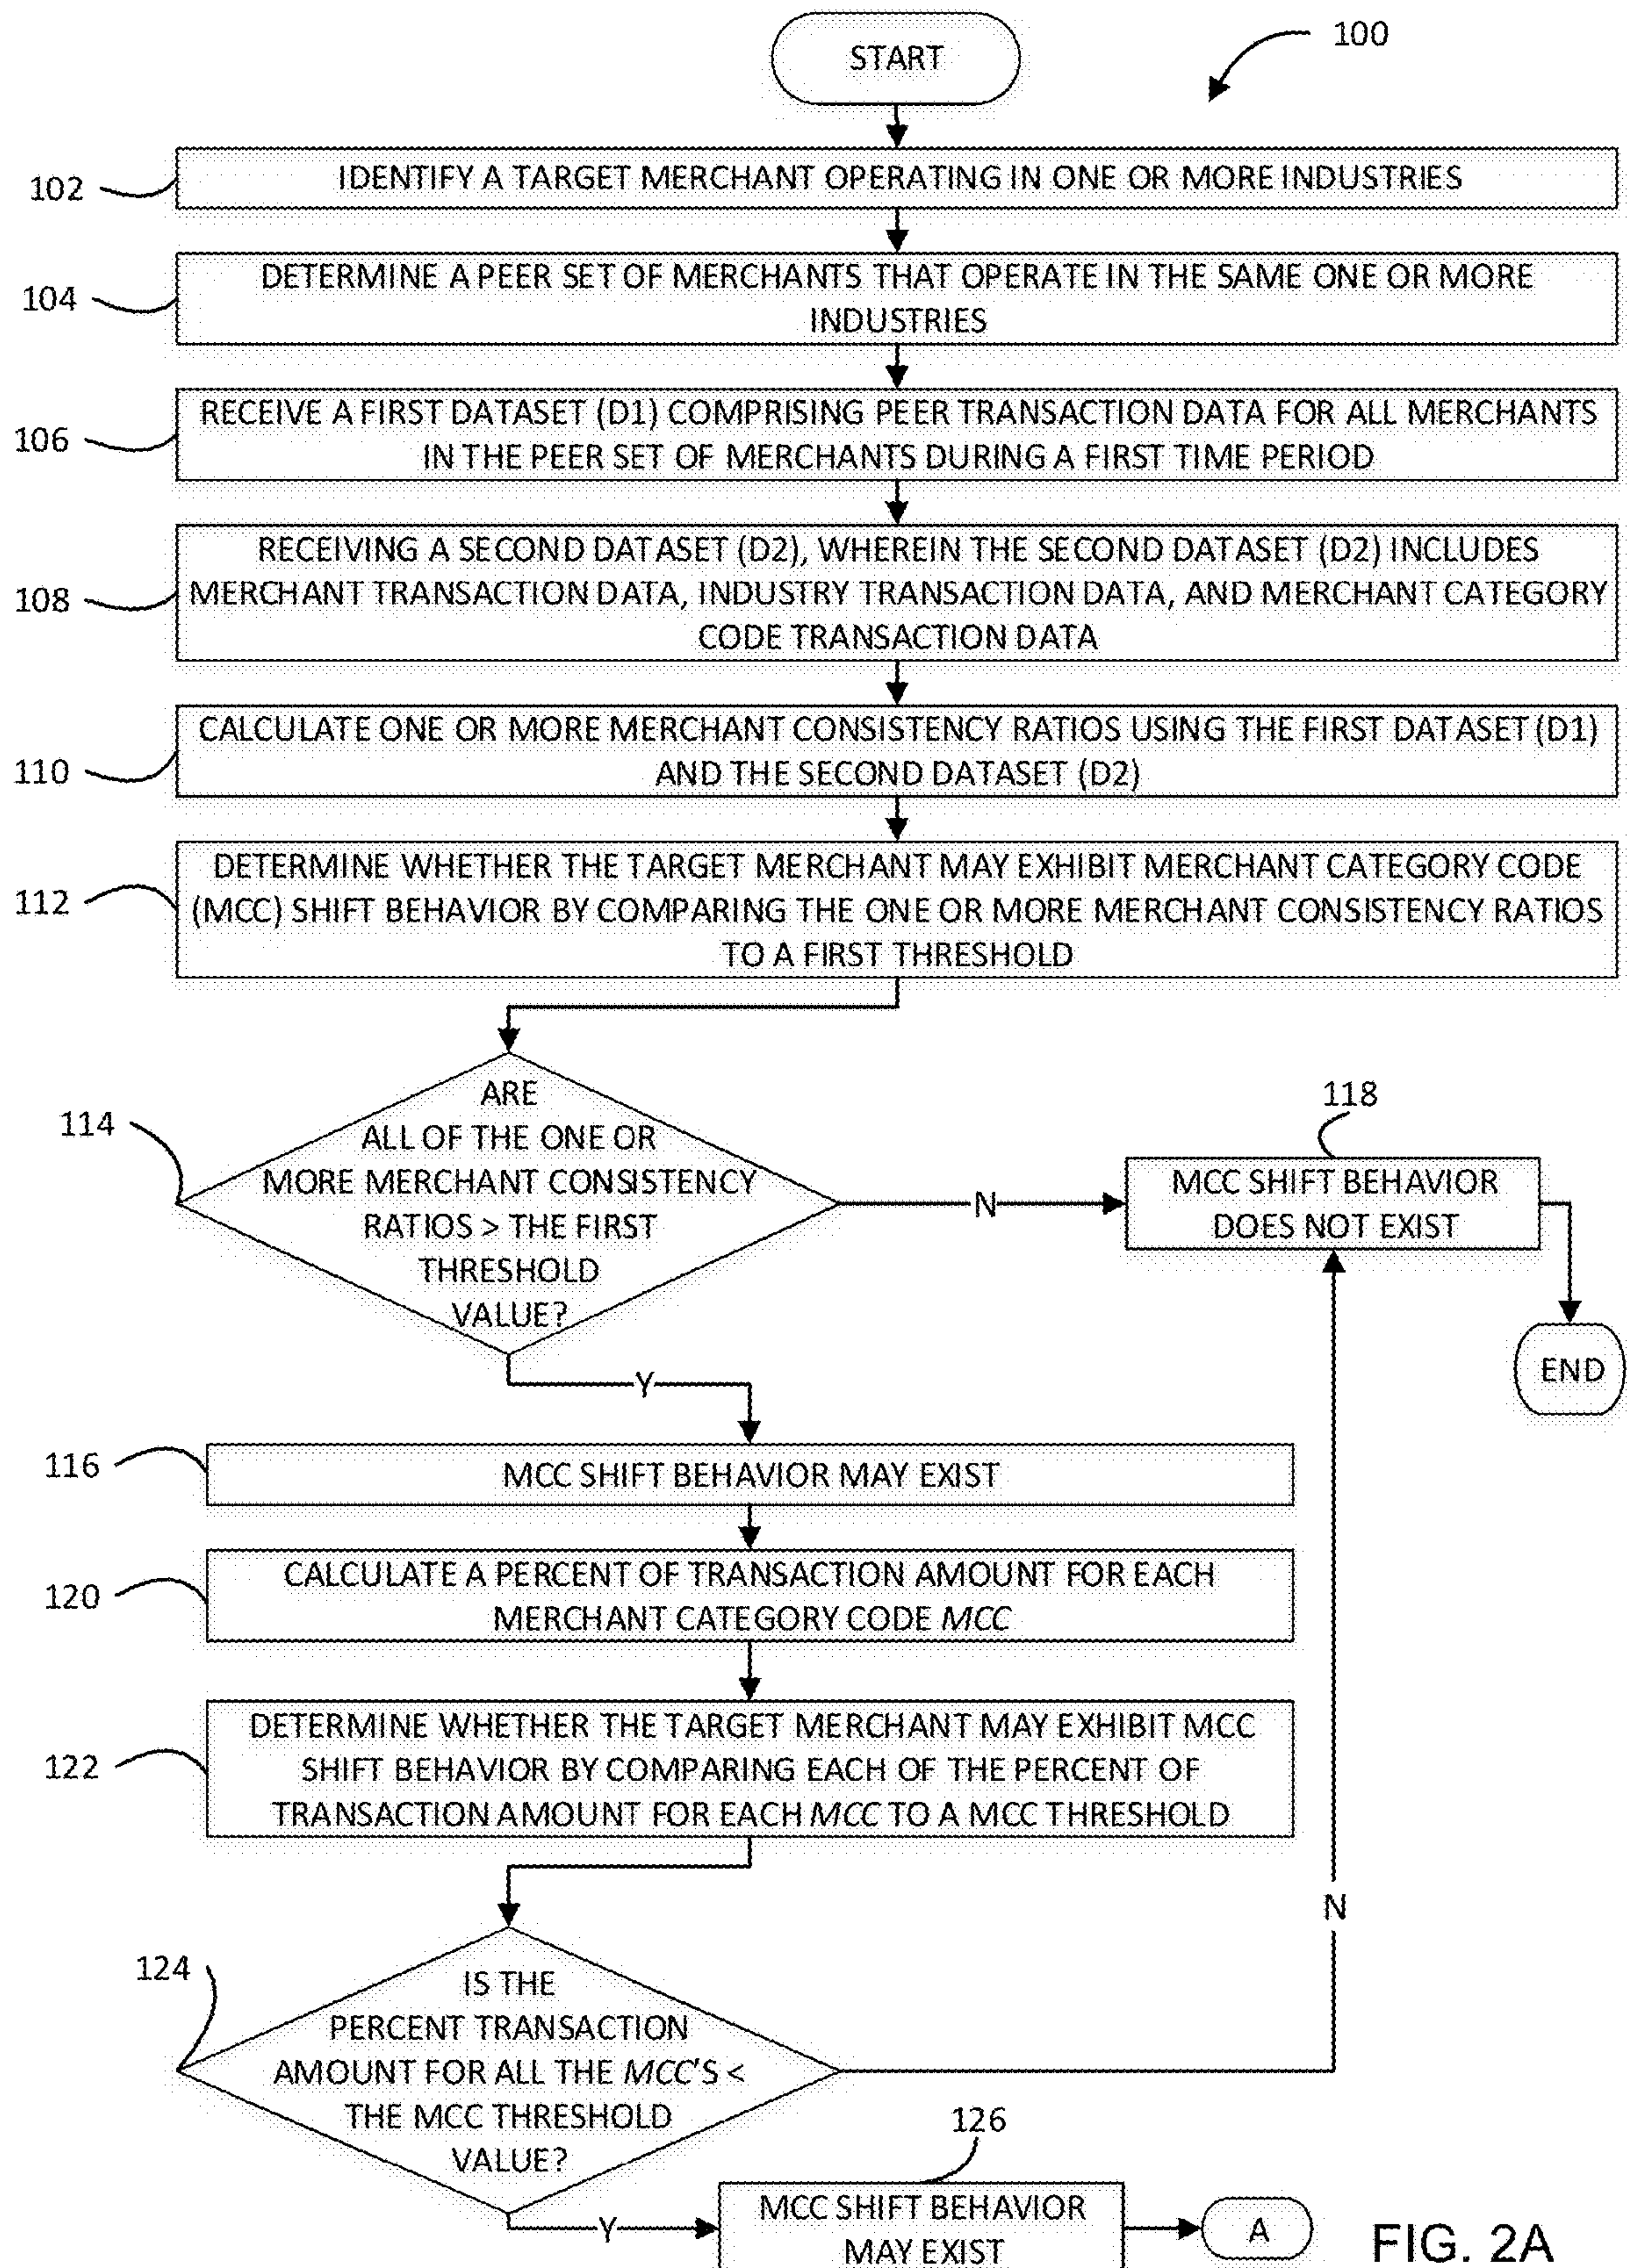 START
100
102
IDENTIFY A TARGET MERCHANT OPERATING IN ONE OR MORE INDUSTRIES
104
DETERMINE A PEER SET OF MERCHANTS THAT OPERATE IN THE SAME ONE OR MORE
INDUSTRIES
106
RECEIVE A FIRST DATASET (D1) COMPRISING PEER TRANSACTION DATA FOR ALL MERCHANTS
IN THE PEER SET OF MERCHANTS DURING A FIRST TIME PERIOD
108
RECEIVING A SECOND DATASET (D2), WHEREIN THE SECOND DATASET (D2) INCLUDES
MERCHANT TRANSACTION DATA, INDUSTRY TRANSACTION DATA, AND MERCHANT CATEGORY
CODE TRANSACTION DATA
110
CALCULATE ONE OR MORE MERCHANT CONSISTENCY RATIOS USING THE FIRST DATASET (D1)
AND THE SECOND DATASET (D2)
112
DETERMINE WHETHER THE TARGET MERCHANT MAY EXHIBIT MERCHANT CATEGORY CODE
(MCC) SHIFT BEHAVIOR BY COMPARING THE ONE OR MORE MERCHANT CONSISTENCY RATIOS
TO A FIRST THRESHOLD
114
ARE
ALL OF THE ONE OR
MORE MERCHANT CONSISTENCY
RATIOS > THE FIRST
THRESHOLD
VALUE?
N
118
MCC SHIFT BEHAVIOR
DOES NOT EXIST
END
Y
116
MCC SHIFT BEHAVIOR MAY EXIST
120
CALCULATE A PERCENT OF TRANSACTION AMOUNT FOR EACH
MERCHANT CATEGORY CODE MCC
122
DETERMINE WHETHER THE TARGET MERCHANT MAY EXHIBIT MCC
SHIFT BEHAVIOR BY COMPARING EACH OF THE PERCENT OF
TRANSACTION AMOUNT FOR EACH MCC TO A MCC THRESHOLD
N
124
IS THE
PERCENT TRANSACTION
AMOUNT FOR ALL THE MCC'S <
THE MCC THRESHOLD
VALUE?
Y
126
MCC SHIFT BEHAVIOR
MAY EXIST
A
FIG. 2A